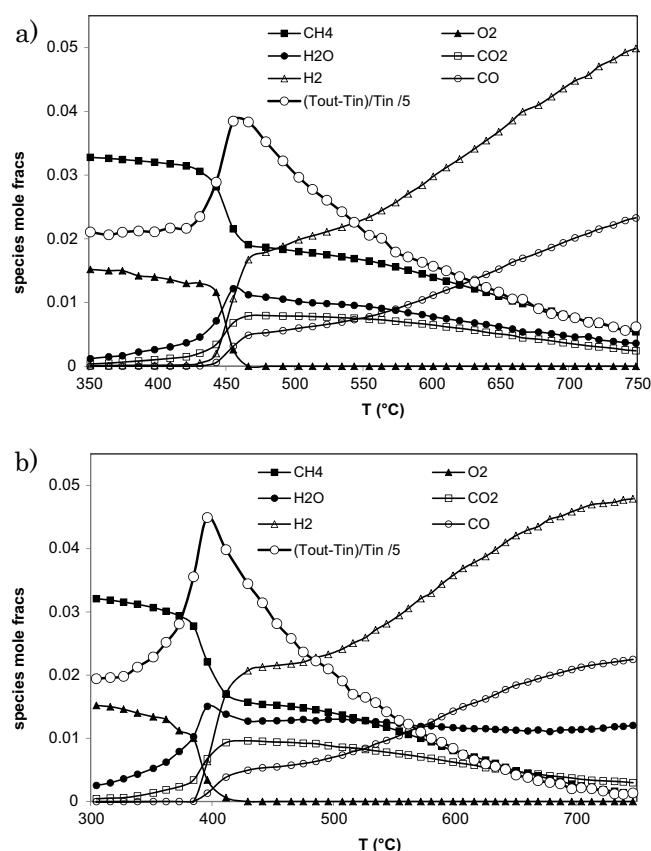 a)
0.05
0.04
0.03
0.02
0.01
0
species mole fracs
CH4
O2
H2O
CO2
H2
CO
(Tout-Tin)/Tin /5
350 400 450 500 550 600 650 700 750
T (°C)
b)
0.05
0.04
0.03
0.02
0.01
0
species mole fracs
CH4
O2
H2O
CO2
H2
CO
(Tout-Tin)/Tin /5
300 400 500 600 700
T (°C)